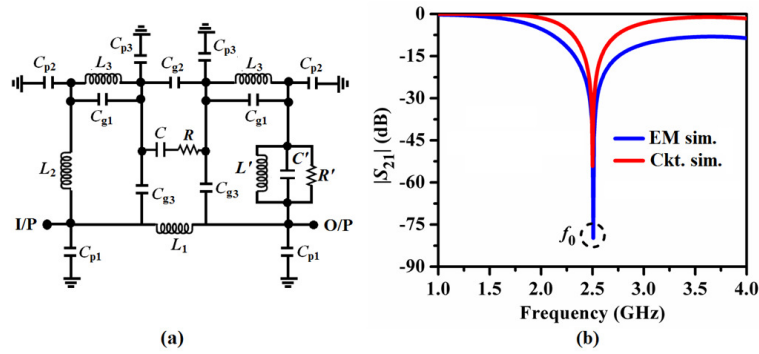 Cp3
Cp3
Cp2
L3
Cg2
L3
Cp2
Cg1
Cg1
C
R
L2
L'
C'
R'
Cg3
Cg3
I/P
O/P
L1
Cp1
Cp1
(a)
0
-15
-30
-45
-60
-75
-90
|S21| (dB)
EM sim.
Ckt. sim.
f0
1.0
1.5
2.0
2.5
3.0
3.5
4.0
Frequency (GHz)
(b)